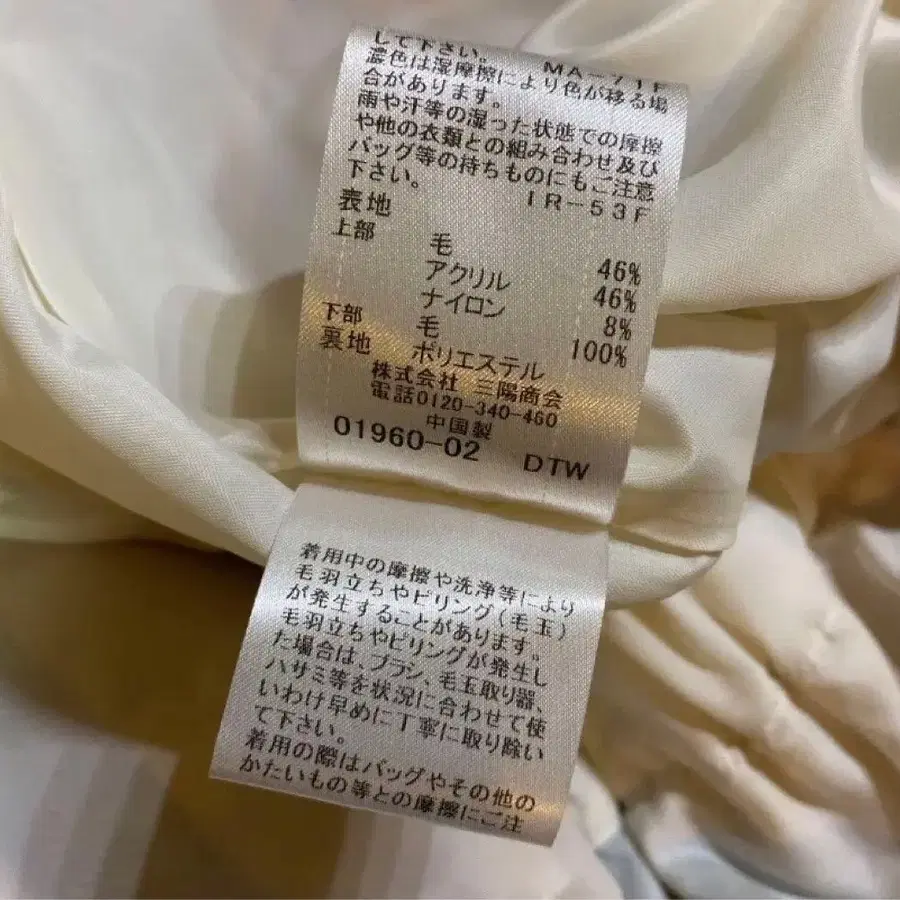 して下さい。 MA-71F
濃色は湿摩擦により色が移る場
合があります。
雨や汗等の湿った状態での摩擦
や他の衣類との組み合わせ及び
バッグ等の持ちものにもご注意
下さい。 IR-53F
表地
上部 毛 46%
アクリル 46%
ナイロン 8%
下部 毛 100%
裏地 ポリエステル
株式会社 三陽商会
電話0120-340-460
中国製
01960-02 DTW
着用中の摩擦や洗浄等により
毛羽立ちやピリング(毛玉)
が発生することがあります。
毛羽立ちやピリングが発生し
た場合は、ブラシ、毛玉取り器、
ハサミ等を状況に合わせて使
いわけ早めに丁寧に取り除い
て下さい。
着用の際はバッグやその他の
かたいもの等との摩擦にご注